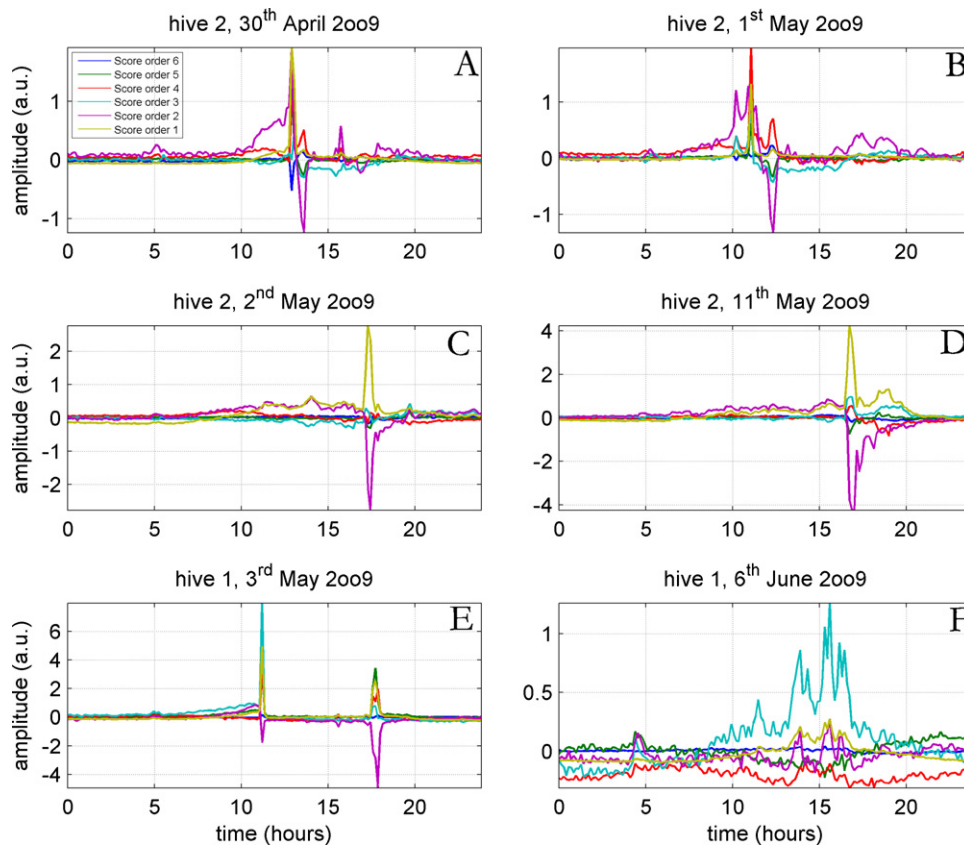 hive 2, 30th April 2oo9
amplitude (a.u.)
1
0
-1
0 5 10 15 20
A
Score order 6
Score order 5
Score order 4
Score order 3
Score order 2
Score order 1
hive 2, 1st May 2oo9
1
0
-1
0 5 10 15 20
B
hive 2, 2nd May 2oo9
amplitude (a.u.)
2
1
0
-1
-2
0 5 10 15 20
C
hive 2, 11th May 2oo9
4
2
0
-2
-4
0 5 10 15 20
D
hive 1, 3rd May 2oo9
amplitude (a.u.)
6
4
2
0
-2
-4
0 5 10 15 20
time (hours)
E
hive 1, 6th June 2oo9
1
0.5
0
0 5 10 15 20
time (hours)
F